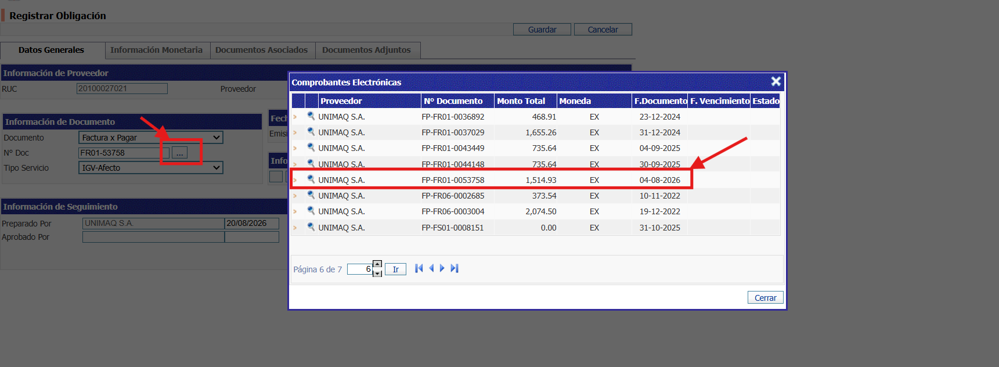 Registrar Obligación
Guardar Cancelar
Datos Generales Información Monetaria Documentos Asociados Documentos Adjuntos
Información de Proveedor
RUC 20100027021 Proveedor
Información de Documento
Documento Factura x Pagar
Nº Doc FR01-53758 ...
Tipo Servicio IGV-Afecto
Fech
Emisi
Info
Información de Seguimiento
Preparado Por UNIMAQ S.A. 20/08/2026
Aprobado Por
Comprobantes Electrónicas
Proveedor Nº Documento Monto Total Moneda F.Documento F. Vencimiento Estado
UNIMAQ S.A. FP-FR01-0036892 468.91 EX 23-12-2024
UNIMAQ S.A. FP-FR01-0037029 1,655.26 EX 31-12-2024
UNIMAQ S.A. FP-FR01-0043449 735.64 EX 04-09-2025
UNIMAQ S.A. FP-FR01-0044148 735.64 EX 30-09-2025
UNIMAQ S.A. FP-FR01-0053758 1,514.93 EX 04-08-2026
UNIMAQ S.A. FP-FR06-0002685 373.54 EX 10-11-2022
UNIMAQ S.A. FP-FR06-0003004 2,074.50 EX 19-12-2022
UNIMAQ S.A. FP-FS01-0008151 0.00 EX 31-10-2025
Página 6 de 7 6 Ir
Cerrar